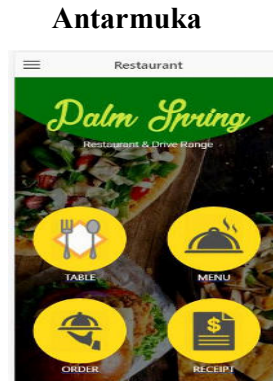 Antarmuka
Restaurant
Palm Spring
Restaurant & Drive Range
TABLE
MENU
$
ORDER
RECEIPT